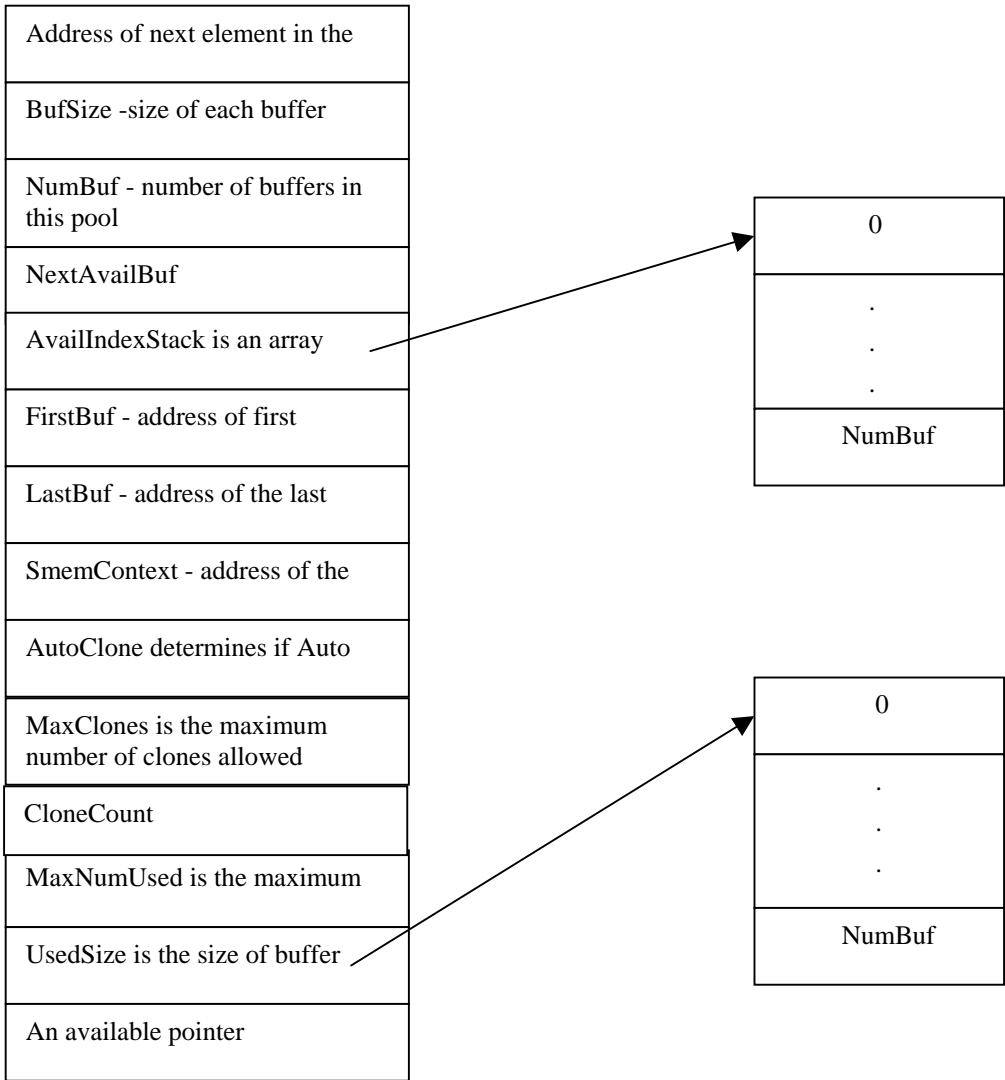 Address of next element in the
BufSize -size of each buffer
NumBuf - number of buffers in
this pool
NextAvailBuf
AvailIndexStack is an array
FirstBuf - address of first
LastBuf - address of the last
SmemContext - address of the
AutoClone determines if Auto
MaxClones is the maximum
number of clones allowed
CloneCount
MaxNumUsed is the maximum
UsedSize is the size of buffer
An available pointer
0
.
.
.
NumBuf
0
.
.
.
NumBuf